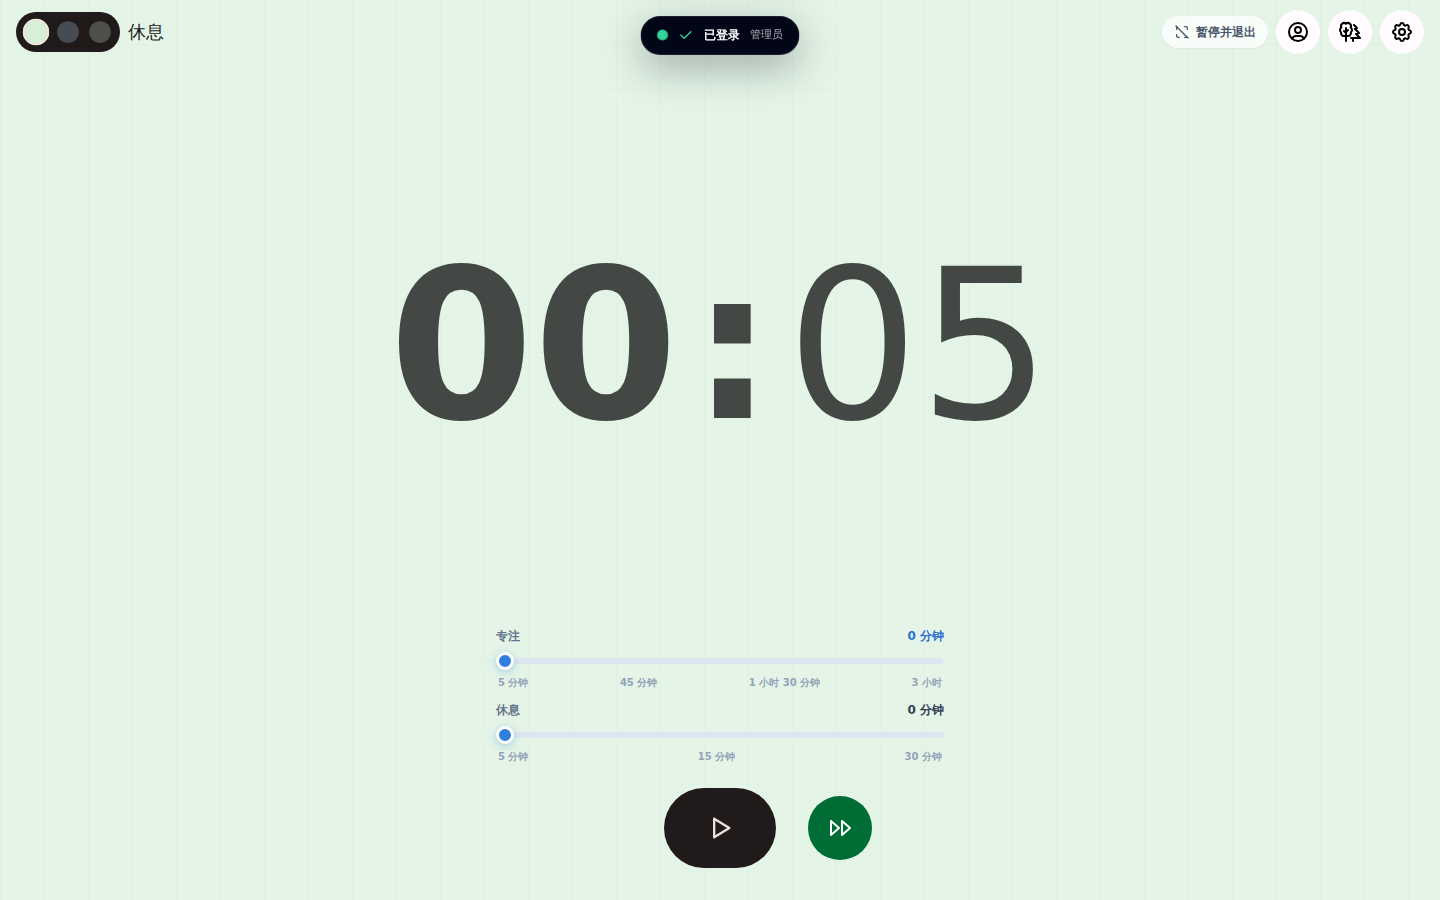 休息
已登录 管理员
暂停并退出
00:05
专注 0 分钟
5 分钟 45 分钟 1 小时 30 分钟 3 小时
休息 0 分钟
5 分钟 15 分钟 30 分钟